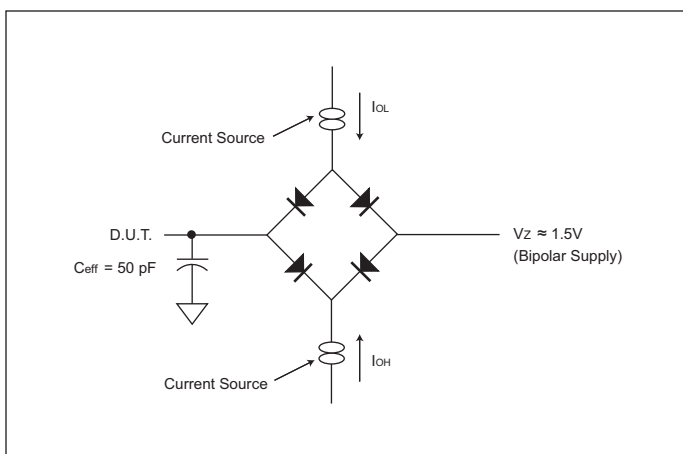 IOL
Current Source
D.U.T.
VZ ≈ 1.5V
(Bipolar Supply)
Ceff = 50 pF
IOH
Current Source